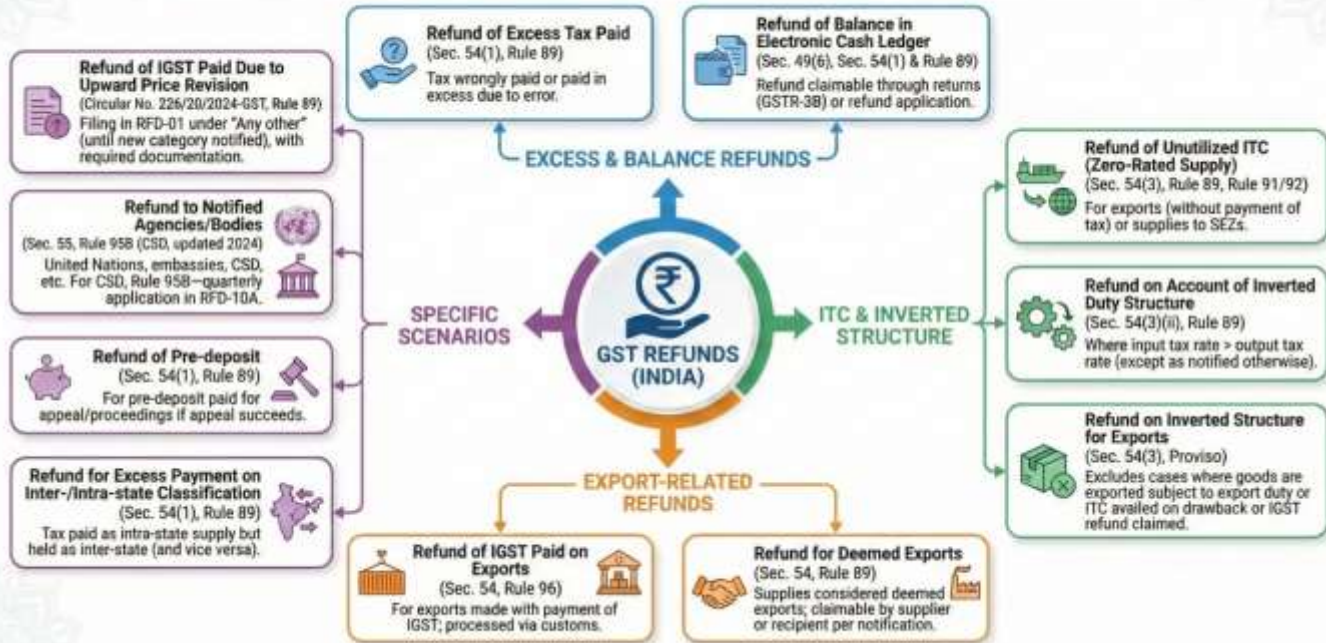 Refund of Excess Tax Paid
(Sec. 54(1), Rule 89)
Tax wrongly paid or paid in
excess due to error.
Refund of Balance in
Electronic Cash Ledger
(Sec. 49(6), Sec. 54(1) & Rule 89)
Refund claimable through returns
(GSTR-3B) or refund application.
EXCESS & BALANCE REFUNDS
Refund of IGST Paid Due to
Upward Price Revision
(Circular No. 226/20/2024-GST, Rule 89)
Filing in RFD-01 under "Any other"
(until new category notified), with
required documentation.
Refund to Notified
Agencies/Bodies
(Sec. 55, Rule 95B (CSD, updated 2024)
United Nations, embassies, CSD,
etc. For CSD, Rule 95B—quarterly
application in RFD-10A.
Refund of Pre-deposit
(Sec. 54(1), Rule 89)
For pre-deposit paid for
appeal/proceedings if appeal succeeds.
Refund for Excess Payment on
Inter-/Intra-state Classification
(Sec. 54(1), Rule 89)
Tax paid as intra-state supply but
held as inter-state (and vice versa).
SPECIFIC
SCENARIOS
₹
GST REFUNDS
(INDIA)
ITC & INVERTED
STRUCTURE
Refund of Unutilized ITC
(Zero-Rated Supply)
(Sec. 54(3), Rule 89, Rule 91/92)
For exports (without payment of
tax) or supplies to SEZs.
Refund on Account of Inverted
Duty Structure
(Sec. 54(3)(ii), Rule 89)
Where input tax rate > output tax
rate (except as notified otherwise).
Refund on Inverted Structure
for Exports
(Sec. 54(3), Proviso)
Excludes cases where goods are
exported subject to export duty or
ITC availed on drawback or IGST
refund claimed.
EXPORT-RELATED
REFUNDS
Refund of IGST Paid on
Exports
(Sec. 54, Rule 96)
For exports made with payment of
IGST; processed via customs.
Refund for Deemed Exports
(Sec. 54, Rule 89)
Supplies considered deemed
exports; claimable by supplier
or recipient per notification.